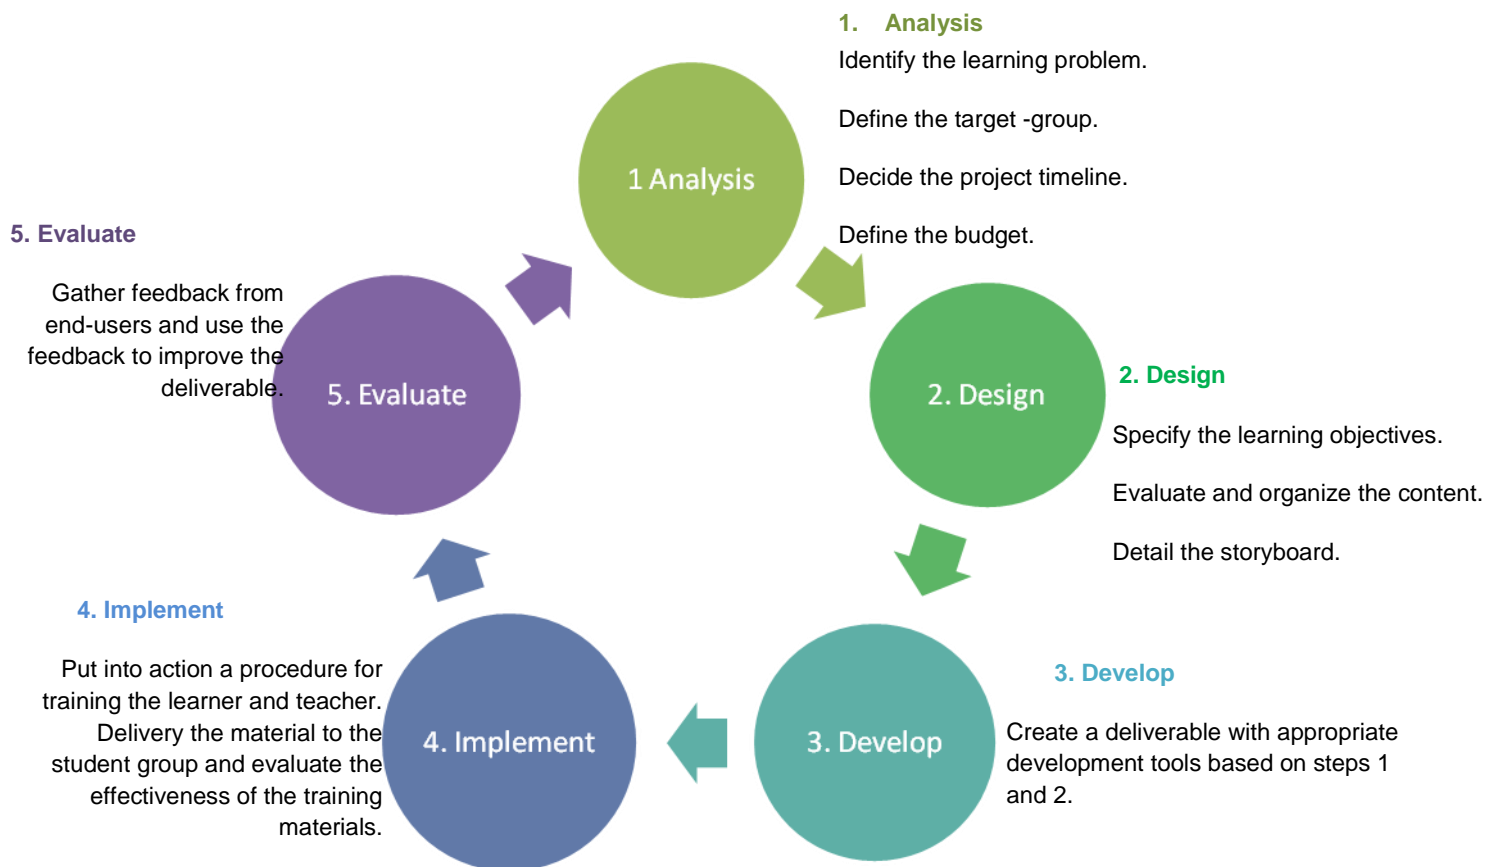 1. Analysis
Identify the learning problem.
Define the target -group.
Decide the project timeline.
Define the budget.
1 Analysis
5. Evaluate
Gather feedback from
end-users and use the
feedback to improve the
deliverable.
5. Evaluate
2. Design
2. Design
Specify the learning objectives.
Evaluate and organize the content.
Detail the storyboard.
4. Implement
Put into action a procedure for
training the learner and teacher.
Delivery the material to the
student group and evaluate the
effectiveness of the training
materials.
4. Implement
3. Develop
3. Develop
Create a deliverable with appropriate
development tools based on steps 1
and 2.